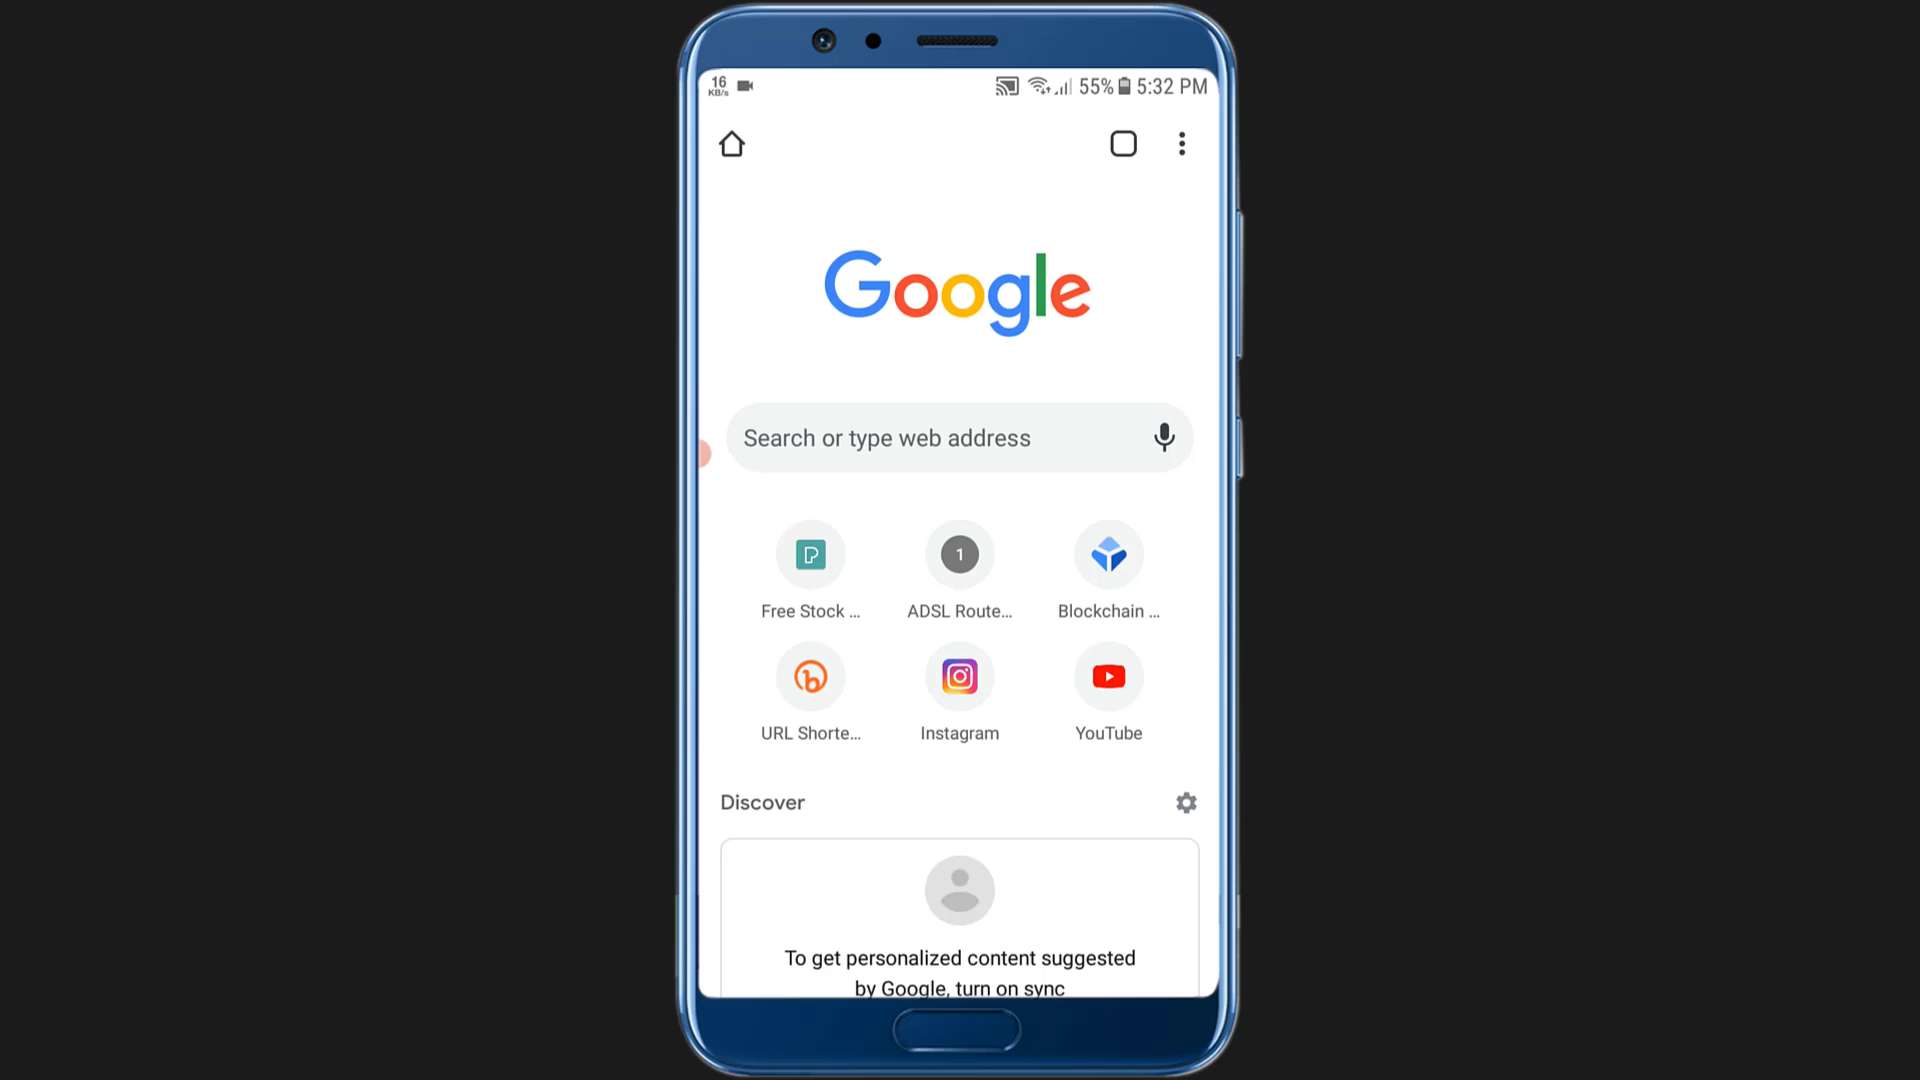 16
KB/s
55% 5:32 PM
Google
Search or type web address
P
1
Free Stock ...
ADSL Route...
Blockchain ...
b
URL Shorte...
Instagram
YouTube
Discover
To get personalized content suggested
by Google, turn on sync